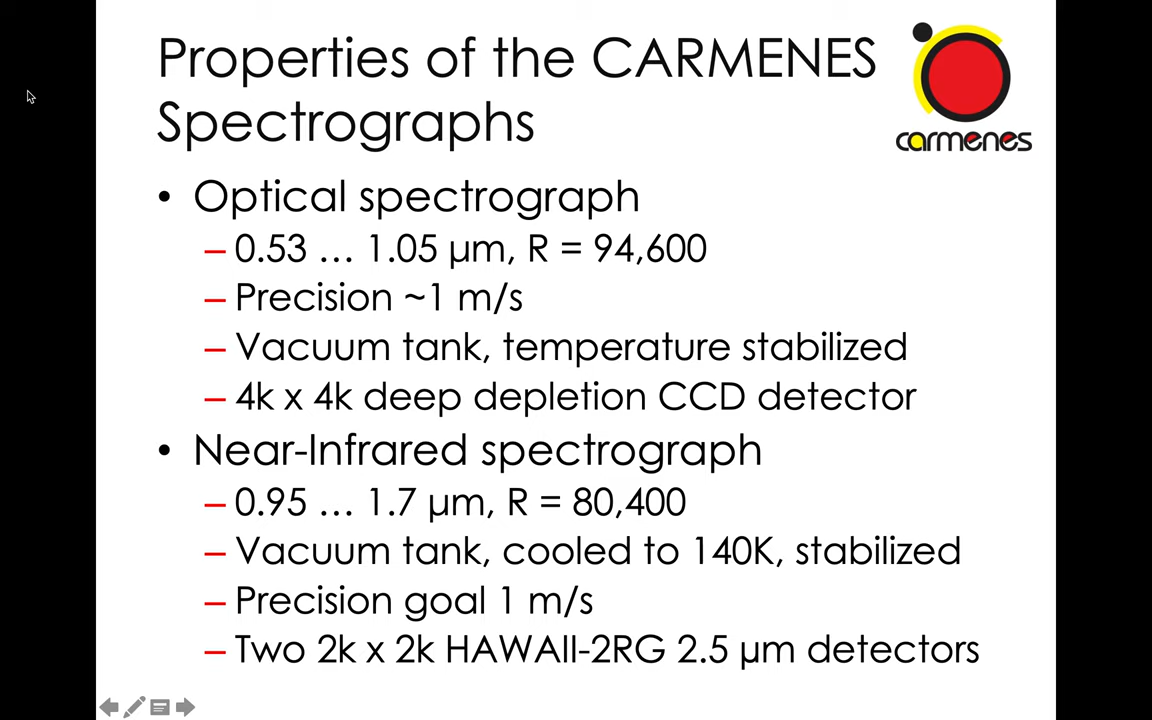 Properties of the CARMENES
Spectrographs
carmenes
• Optical spectrograph
– 0.53 … 1.05 µm, R = 94,600
– Precision ~1 m/s
– Vacuum tank, temperature stabilized
– 4k x 4k deep depletion CCD detector
• Near-Infrared spectrograph
– 0.95 … 1.7 µm, R = 80,400
– Vacuum tank, cooled to 140K, stabilized
– Precision goal 1 m/s
– Two 2k x 2k HAWAII-2RG 2.5 µm detectors